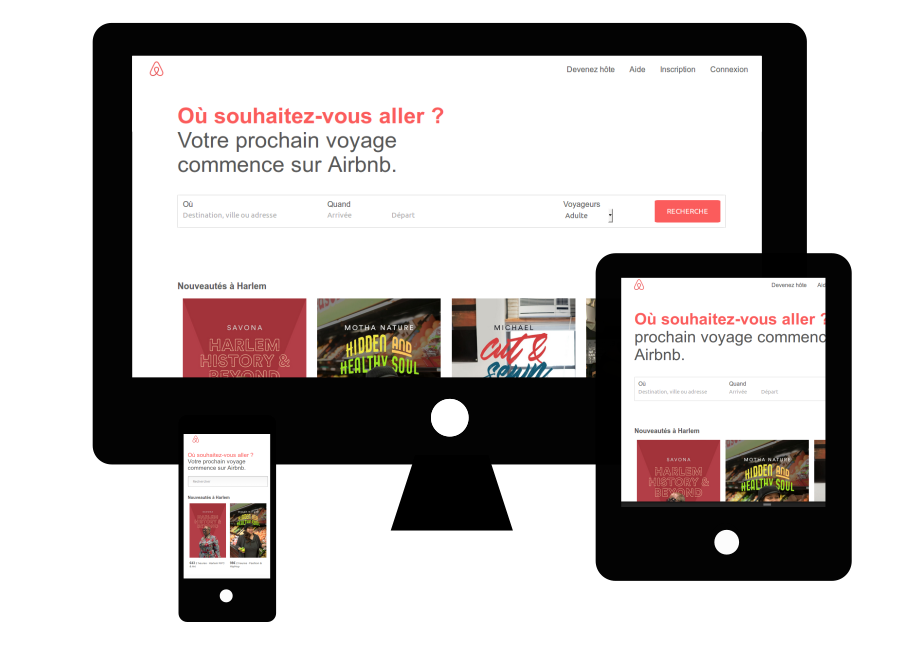 Devenez hôte Aide Inscription Connexion
Où souhaitez-vous aller ?
Votre prochain voyage
commence sur Airbnb.
Où Quand Voyageurs
Destination, ville ou adresse Arrivée Départ Adulte
RECHERCHE
Nouveautés à Harlem
SAVONA
HARLEM
HISTORY &
BEYOND
MOTHA NATURE
HIDDEN AND
HEALTHY SOUL
MICHAEL
cut &
sewn
Devenez hôte Aid
Où souhaitez-vous aller ?
prochain voyage commenc
Airbnb.
Où Quand
Destination, ville ou adresse Arrivée Départ
Nouveautés à Harlem
SAVONA
HARLEM
HISTORY &
BEYOND
MOTHA NATURE
HIDDEN AND
HEALTHY SOUL
Où souhaitez-vous aller ?
Votre prochain voyage
commence sur Airbnb.
Nouveautés à Harlem